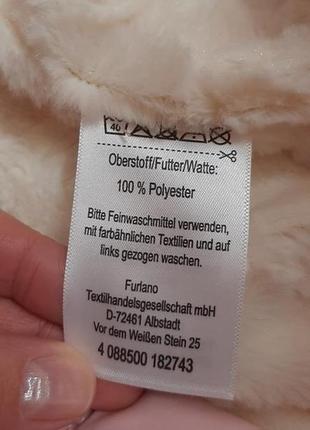 40
Oberstoff/Futter/Watte:
100 % Polyester
Bitte Feinwaschmittel verwenden,
mit farbähnlichen Textilien und auf
links gezogen waschen.
Furlano
Textilhandelsgesellschaft mbH
D-72461 Albstadt
Vor dem Weißen Stein 25
4 088500 182743